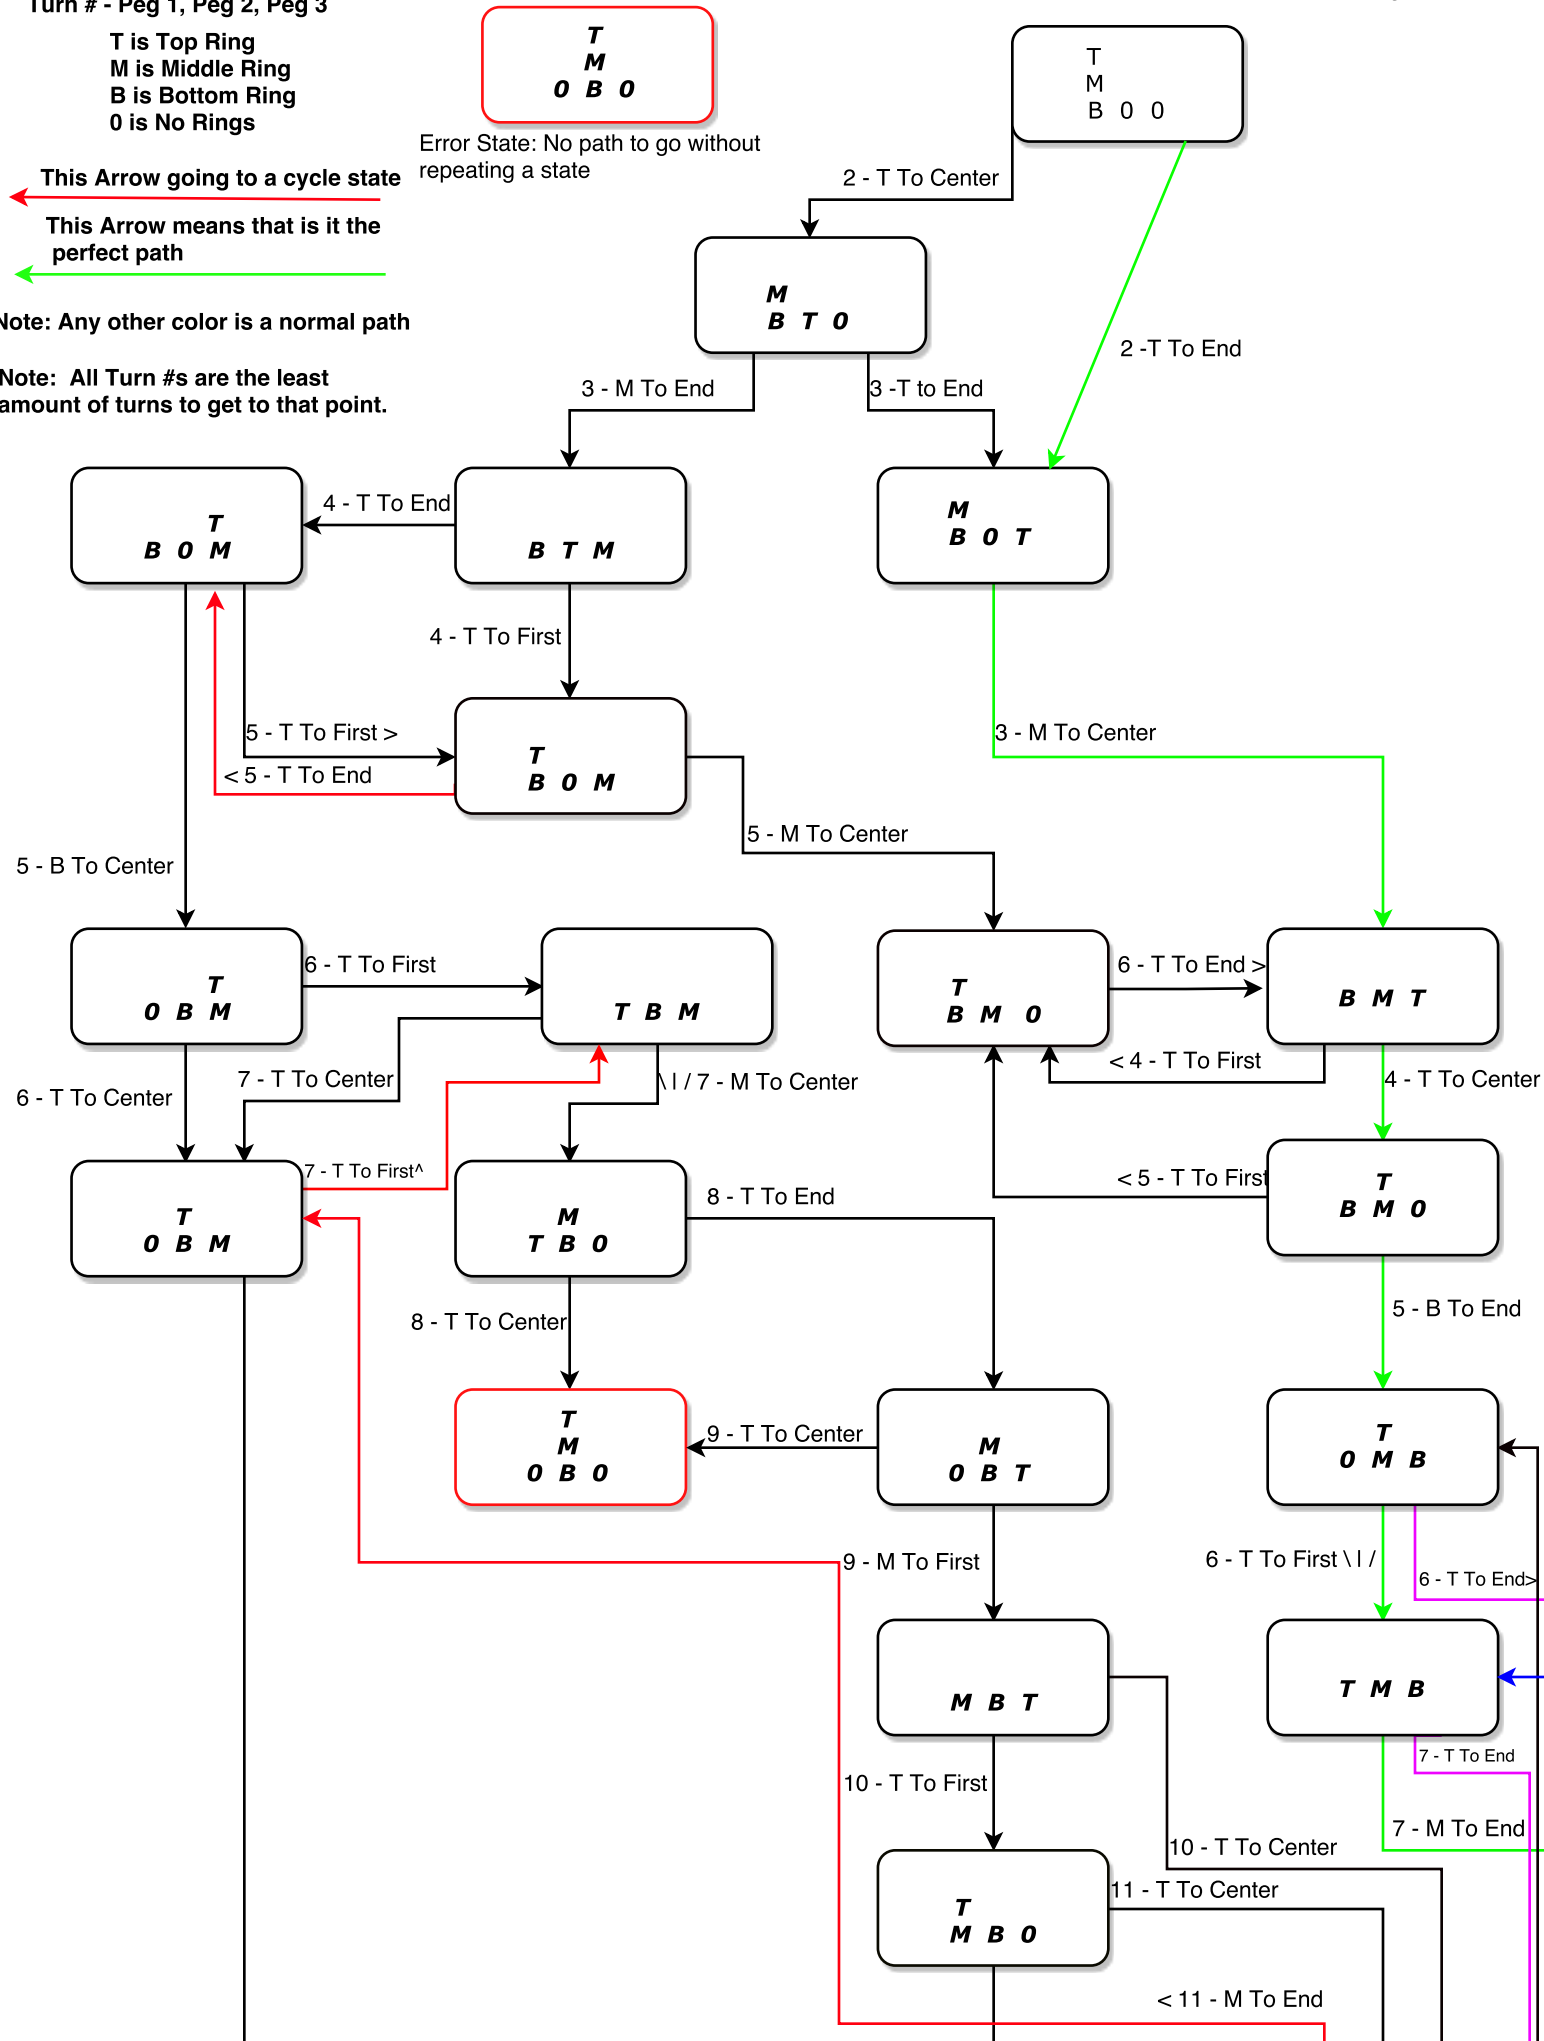 Turn # - Peg 1, Peg 2, Peg 3
T is Top Ring
M is Middle Ring
B is Bottom Ring
0 is No Rings
This Arrow going to a cycle state
This Arrow means that is it the
perfect path
Note: Any other color is a normal path
Note: All Turn #s are the least
amount of turns to get to that point.
T
M
0 B 0
Error State: No path to go without
repeating a state
T
M
B 0 0
2 - T To Center
2 -T To End
M
B T 0
3 - M To End
3 -T to End
T
B 0 M
4 - T To End
B T M
M
B 0 T
4 - T To First
5 - T To First >
< 5 - T To End
T
B 0 M
3 - M To Center
5 - M To Center
5 - B To Center
T
0 B M
6 - T To First
T B M
T
B M 0
6 - T To End >
B M T
< 4 - T To First
4 - T To Center
6 - T To Center
7 - T To Center
\ I / 7 - M To Center
7 - T To First^
T
0 B M
M
T B 0
8 - T To End
< 5 - T To First
T
B M 0
8 - T To Center
5 - B To End
T
M
0 B 0
9 - T To Center
M
0 B T
T
0 M B
9 - M To First
6 - T To First \ I /
6 - T To End>
M B T
T M B
7 - T To End
10 - T To First
7 - M To End
10 - T To Center
11 - T To Center
T
M B 0
< 11 - M To End